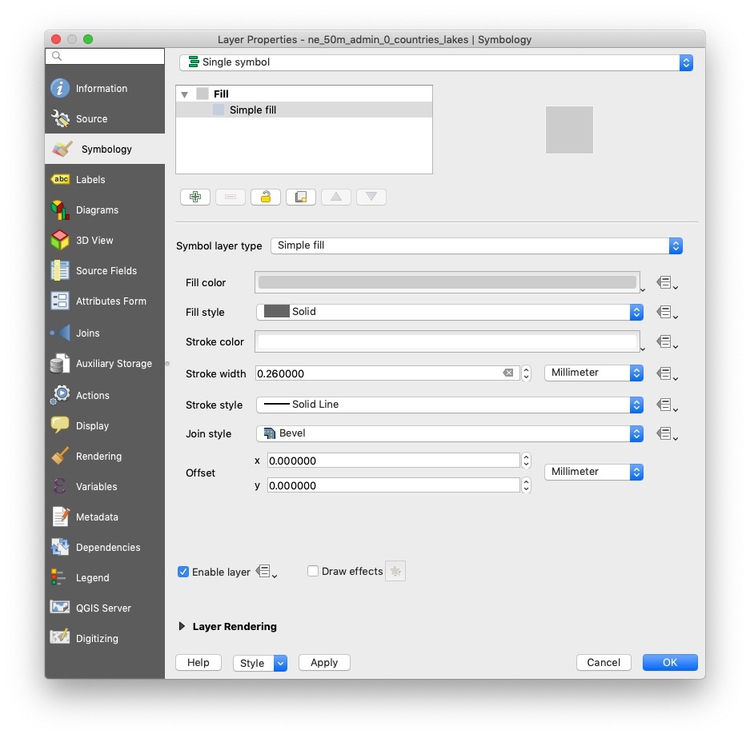 Layer Properties - ne_50m_admin_0_countries_lakes | Symbology
Information
Source
Symbology
abc Labels
Diagrams
3D View
Source Fields
Attributes Form
Joins
Auxiliary Storage
Actions
Display
Rendering
Variables
Metadata
Dependencies
Legend
QGIS Server
Digitizing
Single symbol
Fill
Simple fill
Symbol layer type Simple fill
Fill color
Fill style Solid
Stroke color
Stroke width 0.260000 Millimeter
Stroke style Solid Line
Join style Bevel
Offset x 0.000000 Millimeter
y 0.000000
Enable layer Draw effects
Layer Rendering
Help Style Apply Cancel OK